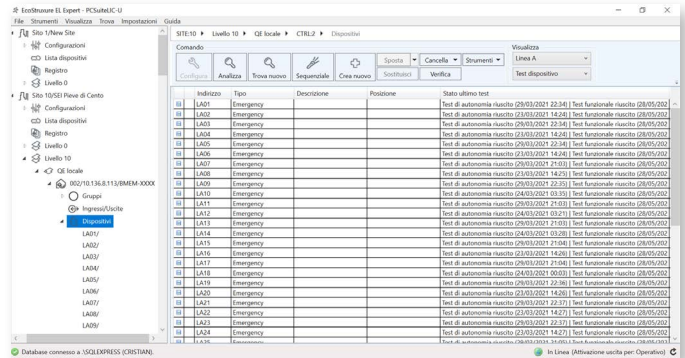 EcoStruxure EL Expert - PCSuiteLIC-U
File Strumenti Visualizza Trova Impostazioni Guida
Sito 1/New Site
Configurazioni
Lista dispositivi
Registro
Livello 0
Sito 10/SEI Pieve di Cento
Configurazioni
Lista dispositivi
Registro
Livello 0
Livello 10
QE locale
002/10.136.8.113/BMEM-XXXX
Gruppi
Ingressi/Uscite
Dispositivi
LA01/
LA02/
LA03/
LA04/
LA05/
LA06/
LA07/
LA08/
LA09/
SITE:10 Livello 10 QE locale CTRL:2 Dispositivi
Comando
Configura Analizza Trova nuovo Sequenziale Crea nuovo
Sposta Cancella Strumenti
Sostituisci Verifica
Visualizza
Linea A
Test dispositivo
Indirizzo Tipo Descrizione Posizione Stato ultimo test
LA01 Emergency Test di autonomia riuscito (29/03/2021 22:34) | Test funzionale riuscito (28/05/202
LA02 Emergency Test di autonomia riuscito (23/03/2021 14:24) | Test funzionale riuscito (28/05/202
LA03 Emergency Test di autonomia riuscito (29/03/2021 22:34) | Test funzionale riuscito (28/05/202
LA04 Emergency Test di autonomia riuscito (23/03/2021 14:24) | Test funzionale riuscito (28/05/202
LA05 Emergency Test di autonomia riuscito (29/03/2021 22:34) | Test funzionale riuscito (28/05/202
LA06 Emergency Test di autonomia riuscito (23/03/2021 14:24) | Test funzionale riuscito (28/05/202
LA07 Emergency Test di autonomia riuscito (29/03/2021 21:03) | Test funzionale riuscito (28/05/202
LA08 Emergency Test di autonomia riuscito (23/03/2021 14:25) | Test funzionale riuscito (28/05/202
LA09 Emergency Test di autonomia riuscito (29/03/2021 22:35) | Test funzionale riuscito (28/05/202
LA10 Emergency Test di autonomia riuscito (24/03/2021 03:35) | Test funzionale riuscito (28/05/202
LA11 Emergency Test di autonomia riuscito (29/03/2021 21:03) | Test funzionale riuscito (28/05/202
LA12 Emergency Test di autonomia riuscito (24/03/2021 03:21) | Test funzionale riuscito (28/05/202
LA13 Emergency Test di autonomia riuscito (29/03/2021 21:03) | Test funzionale riuscito (28/05/202
LA14 Emergency Test di autonomia riuscito (24/03/2021 03:28) | Test funzionale riuscito (28/05/202
LA15 Emergency Test di autonomia riuscito (29/03/2021 21:04) | Test funzionale riuscito (28/05/202
LA16 Emergency Test di autonomia riuscito (23/03/2021 14:26) | Test funzionale riuscito (28/05/202
LA17 Emergency Test di autonomia riuscito (29/03/2021 21:04) | Test funzionale riuscito (28/05/202
LA18 Emergency Test di autonomia riuscito (24/03/2021 00:03) | Test funzionale riuscito (28/05/202
LA19 Emergency Test di autonomia riuscito (29/03/2021 22:36) | Test funzionale riuscito (28/05/202
LA20 Emergency Test di autonomia riuscito (23/03/2021 14:26) | Test funzionale riuscito (28/05/202
LA21 Emergency Test di autonomia riuscito (29/03/2021 22:37) | Test funzionale riuscito (28/05/202
LA22 Emergency Test di autonomia riuscito (23/03/2021 14:27) | Test funzionale riuscito (28/05/202
LA23 Emergency Test di autonomia riuscito (29/03/2021 22:37) | Test funzionale riuscito (28/05/202
LA24 Emergency Test di autonomia riuscito (23/03/2021 14:27) | Test funzionale riuscito (28/05/202
Database connesso a .\SQLEXPRESS (CRISTIAN). In Linea (Attivazione uscita per: Operativo)